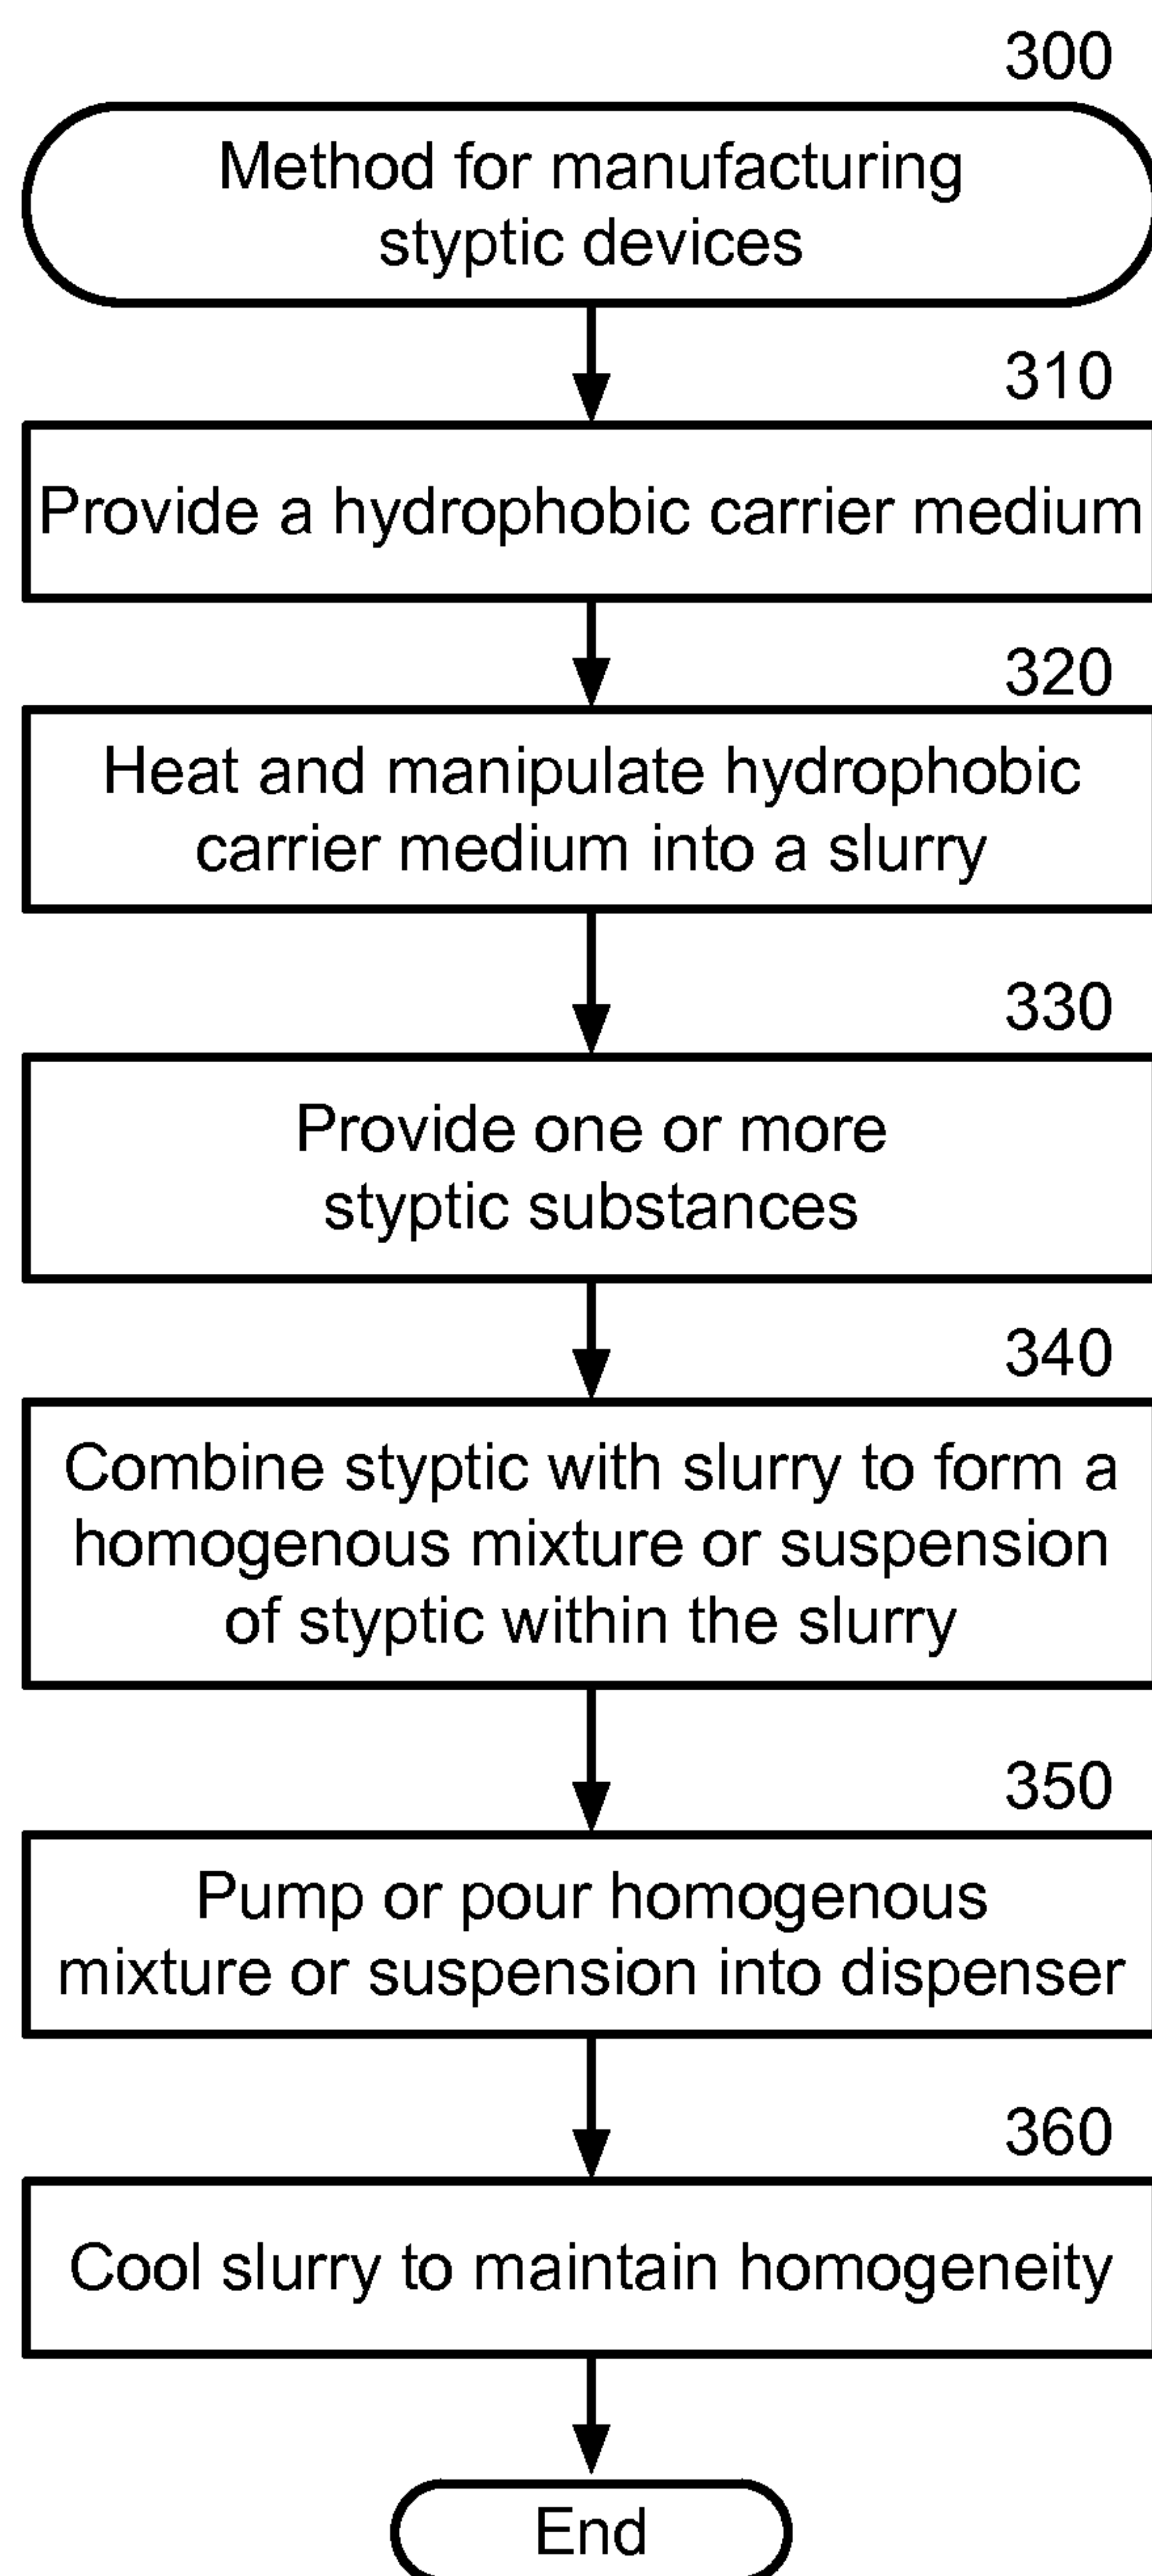 300
Method for manufacturing
styptic devices
310
Provide a hydrophobic carrier medium
320
Heat and manipulate hydrophobic
carrier medium into a slurry
330
Provide one or more
styptic substances
340
Combine styptic with slurry to form a
homogenous mixture or suspension
of styptic within the slurry
350
Pump or pour homogenous
mixture or suspension into dispenser
360
Cool slurry to maintain homogeneity
End